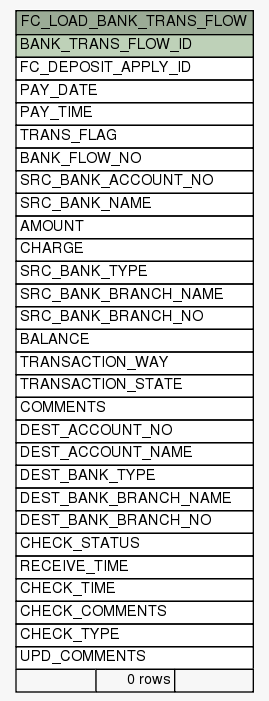 FC_LOAD_BANK_TRANS_FLOW
BANK_TRANS_FLOW_ID
FC_DEPOSIT_APPLY_ID
PAY_DATE
PAY_TIME
TRANS_FLAG
BANK_FLOW_NO
SRC_BANK_ACCOUNT_NO
SRC_BANK_NAME
AMOUNT
CHARGE
SRC_BANK_TYPE
SRC_BANK_BRANCH_NAME
SRC_BANK_BRANCH_NO
BALANCE
TRANSACTION_WAY
TRANSACTION_STATE
COMMENTS
DEST_ACCOUNT_NO
DEST_ACCOUNT_NAME
DEST_BANK_TYPE
DEST_BANK_BRANCH_NAME
DEST_BANK_BRANCH_NO
CHECK_STATUS
RECEIVE_TIME
CHECK_TIME
CHECK_COMMENTS
CHECK_TYPE
UPD_COMMENTS
0 rows